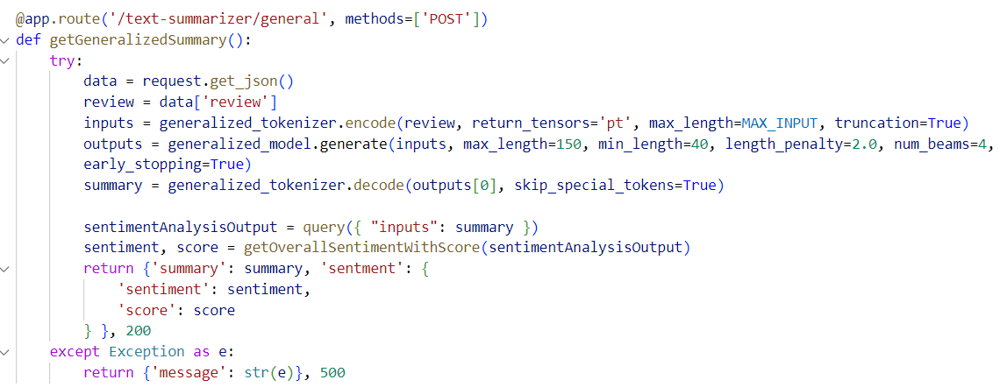 @app.route('/text-summarizer/general', methods=['POST'])
def getGeneralizedSummary():
    try:
        data = request.get_json()
        review = data['review']
        inputs = generalized_tokenizer.encode(review, return_tensors='pt', max_length=MAX_INPUT, truncation=True)
        outputs = generalized_model.generate(inputs, max_length=150, min_length=40, length_penalty=2.0, num_beams=4,
        early_stopping=True)
        summary = generalized_tokenizer.decode(outputs[0], skip_special_tokens=True)

        sentimentAnalysisOutput = query({ "inputs": summary })
        sentiment, score = getOverallSentimentWithScore(sentimentAnalysisOutput)
        return {'summary': summary, 'sentment': {
            'sentiment': sentiment,
            'score': score
        } }, 200
    except Exception as e:
        return {'message': str(e)}, 500